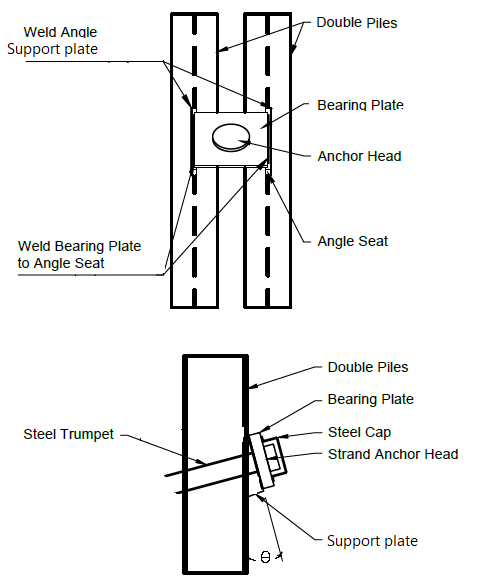 Weld Angle
Support plate
Double Piles
Bearing Plate
Anchor Head
Weld Bearing Plate
to Angle Seat
Angle Seat
Double Piles
Bearing Plate
Steel Cap
Steel Trumpet
Strand Anchor Head
Support plate
θ